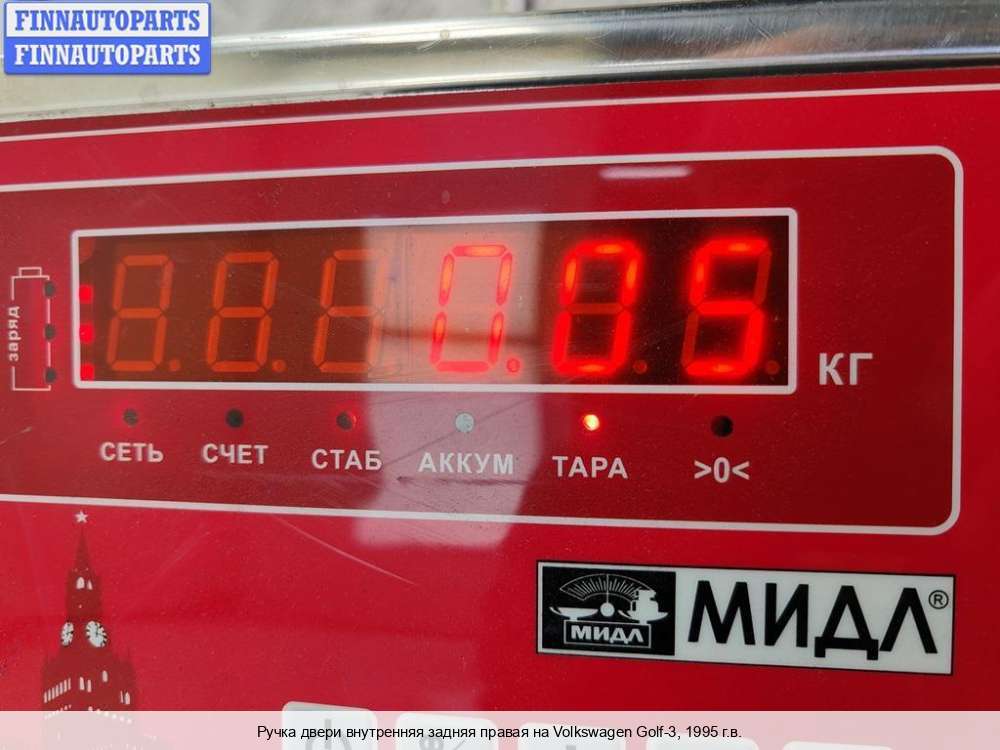 FINNAUTOPARTS
FINNAUTOPARTS
заряд
0.05
КГ
СЕТЬ СЧЕТ СТАБ АККУМ ТАРА >0<
МИДЛ МИДЛ®
Ручка двери внутренняя задняя правая на Volkswagen Golf-3, 1995 г.в.